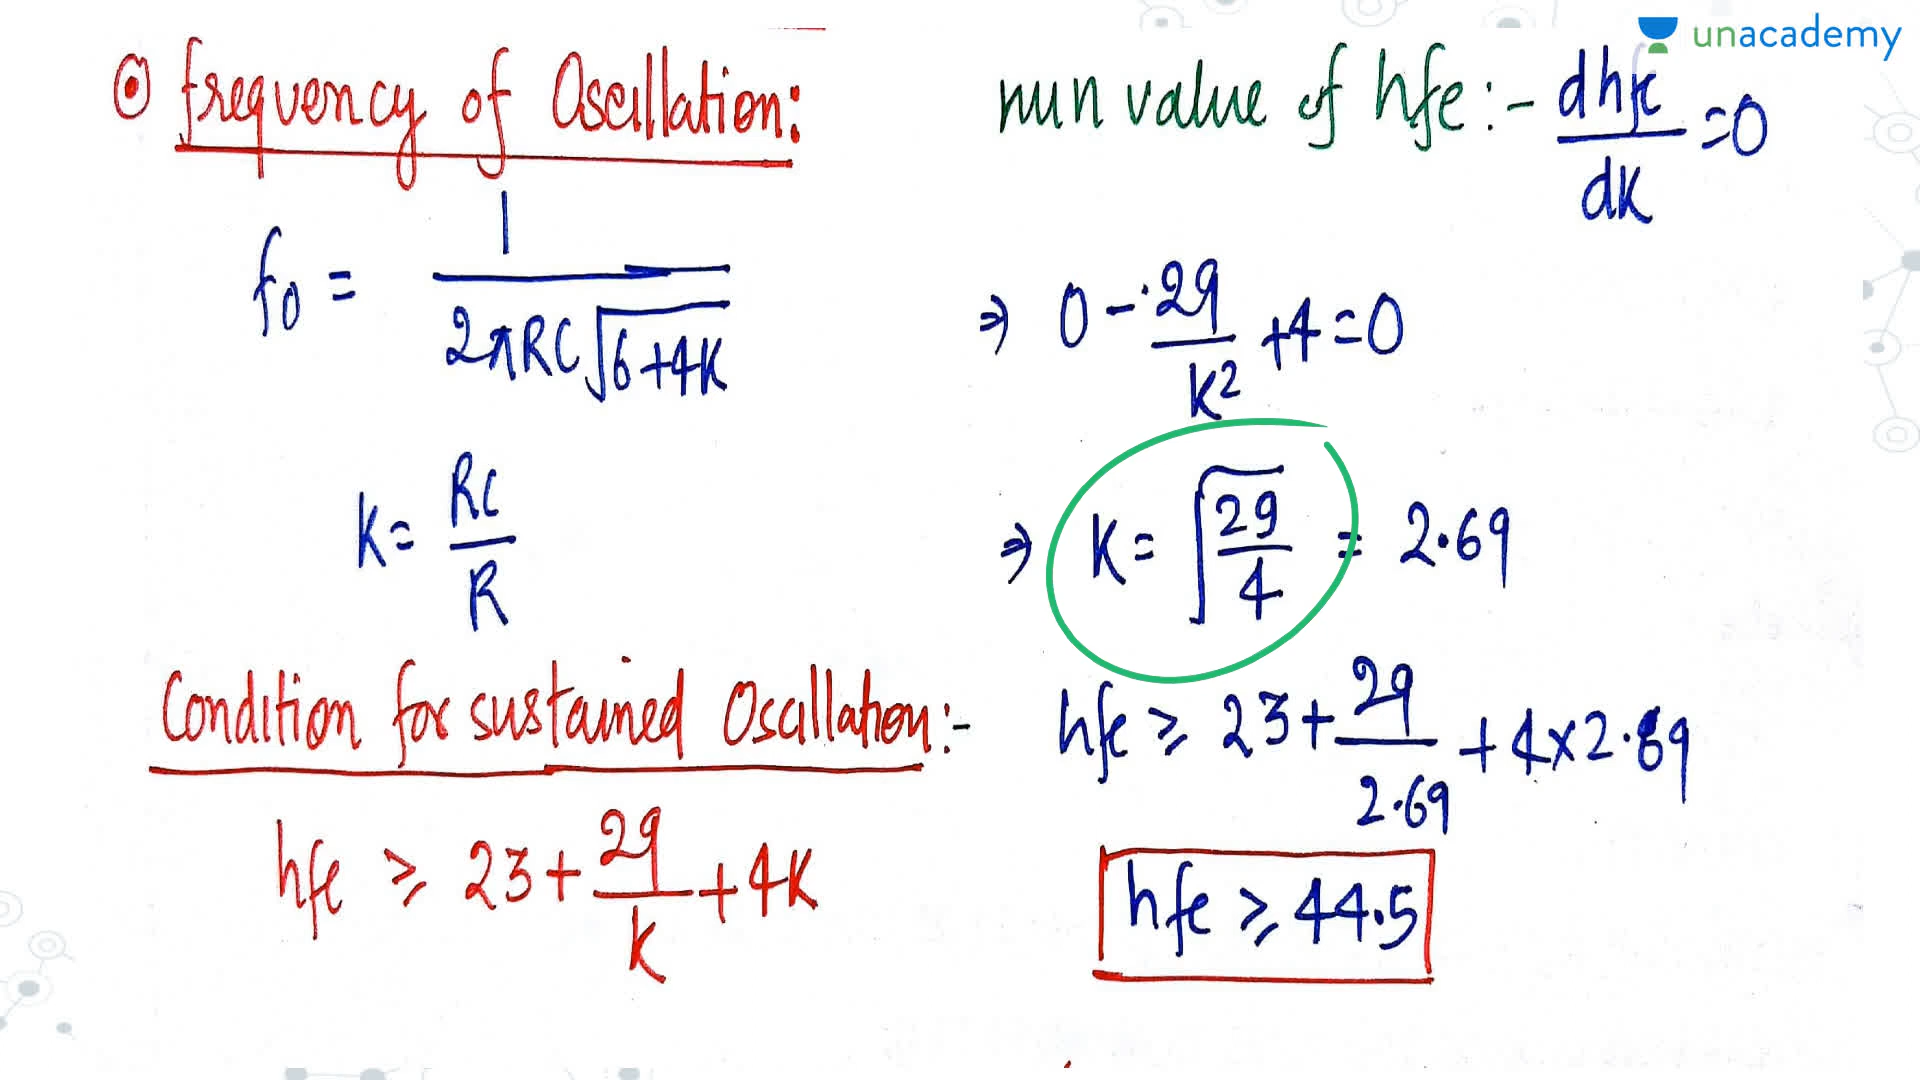 unacademy
⊙ frequency of Oscillation:
f0 = 1 / 2πRC√6+4K
K = RC / R
Condition for sustained Oscillation:-
hfe ≥ 23 + 29/K + 4K
value of hfe :- dhfe/dK = 0
⇒ 0 - 29/K² + 4 = 0
⇒ K = √29/4 = 2.69
hfe ≥ 23 + 29/2.69 + 4×2.69
hfe ≥ 44.5